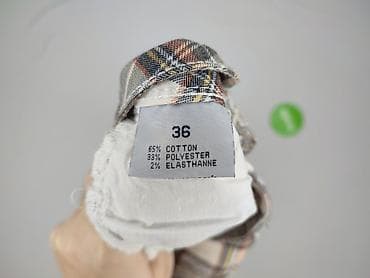 36
65% COTTON
33% POLYESTER
2% ELASTHANNE